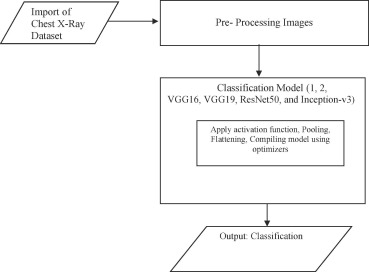 Import of
Chest X-Ray
Dataset
Pre- Processing Images
Classification Model (1, 2,
VGG16, VGG19, ResNet50, and Inception-v3)
Apply activation function, Pooling,
Flattening, Compiling model using
optimizers
Output: Classification